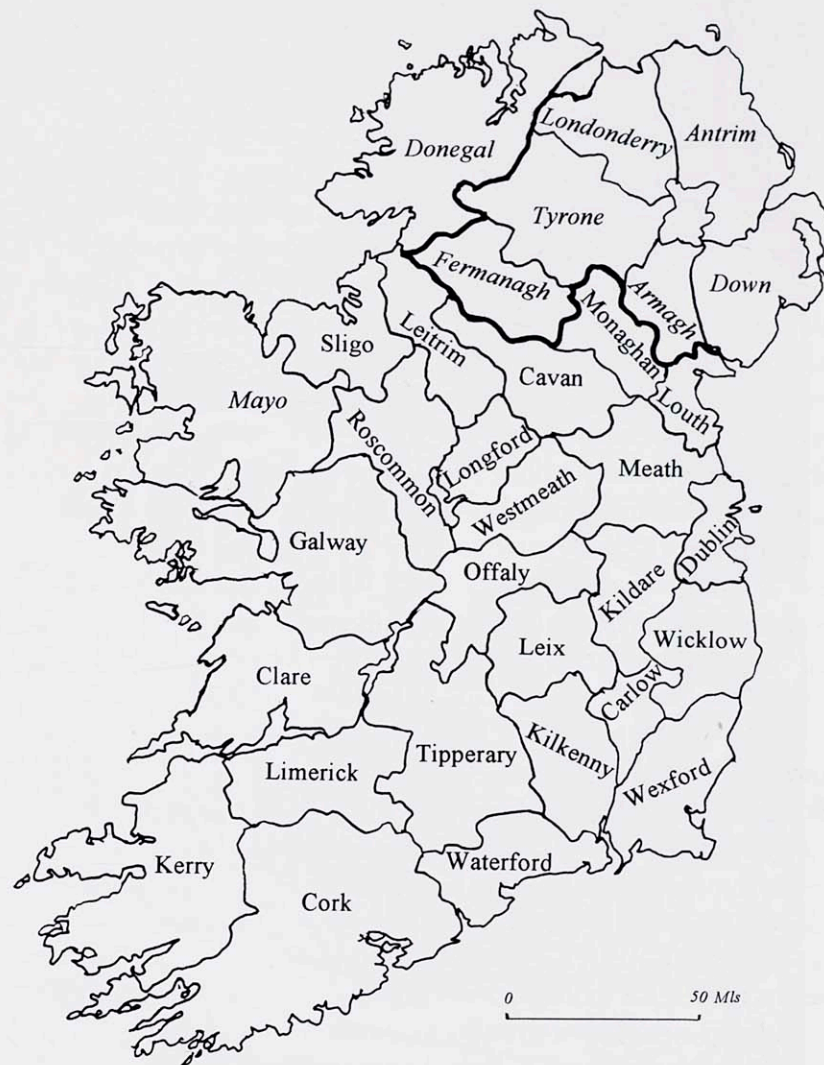 Londonderry
Antrim
Donegal
Tyrone
Fermanagh
Armagh
Down
Monaghan
Leitrim
Sligo
Cavan
Louth
Mayo
Roscommon
Longford
Meath
Westmeath
Galway
Dublin
Offaly
Kildare
Leix
Wicklow
Clare
Carlow
Tipperary
Kilkenny
Limerick
Wexford
Kerry
Waterford
Cork
0
50 Mls